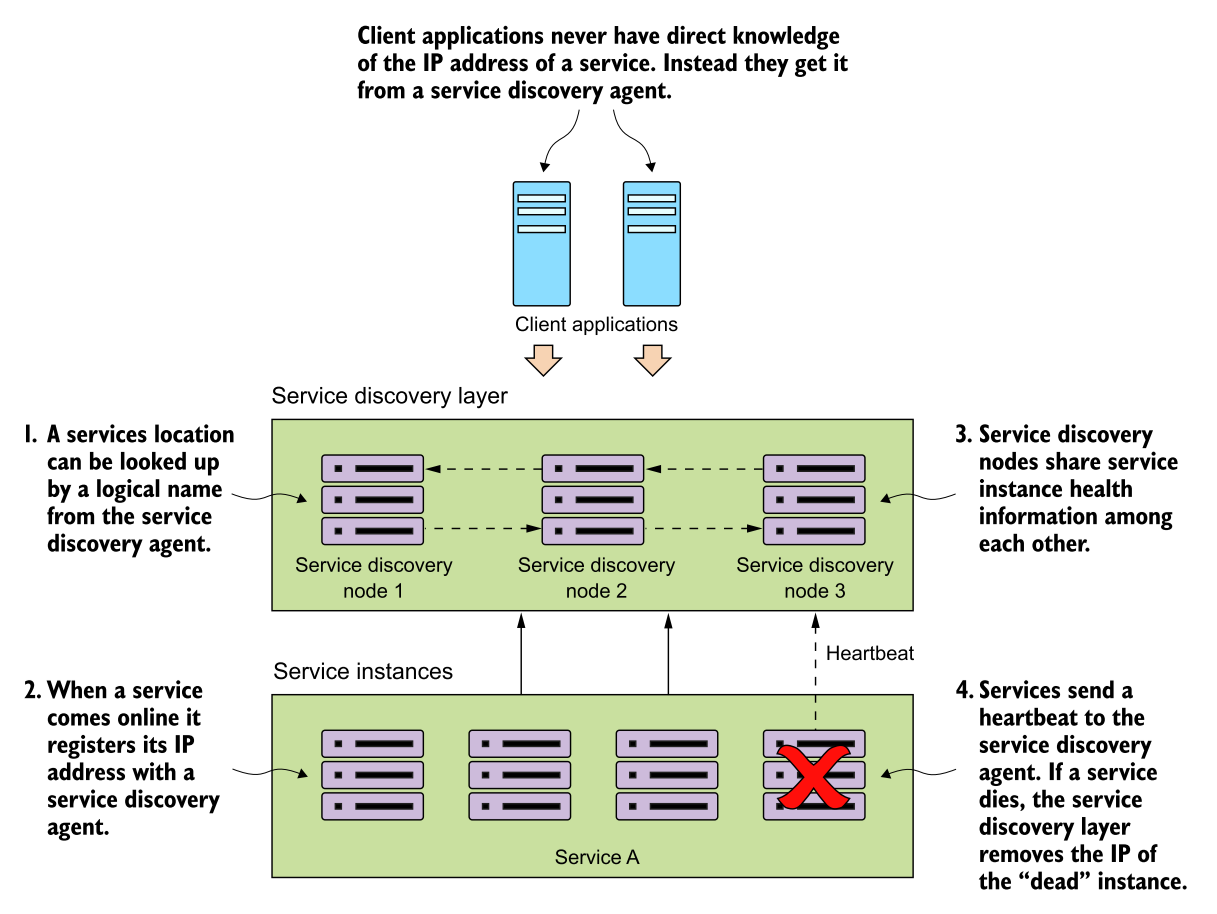 Client applications never have direct knowledge
of the IP address of a service. Instead they get it
from a service discovery agent.
Client applications
Service discovery layer
1. A services location
can be looked up
by a logical name
from the service
discovery agent.
Service discovery
node 1
Service discovery
node 2
Service discovery
node 3
3. Service discovery
nodes share service
instance health
information among
each other.
Heartbeat
Service instances
2. When a service
comes online it
registers its IP
address with a
service discovery
agent.
Service A
4. Services send a
heartbeat to the
service discovery
agent. If a service
dies, the service
discovery layer
removes the IP of
the “dead” instance.